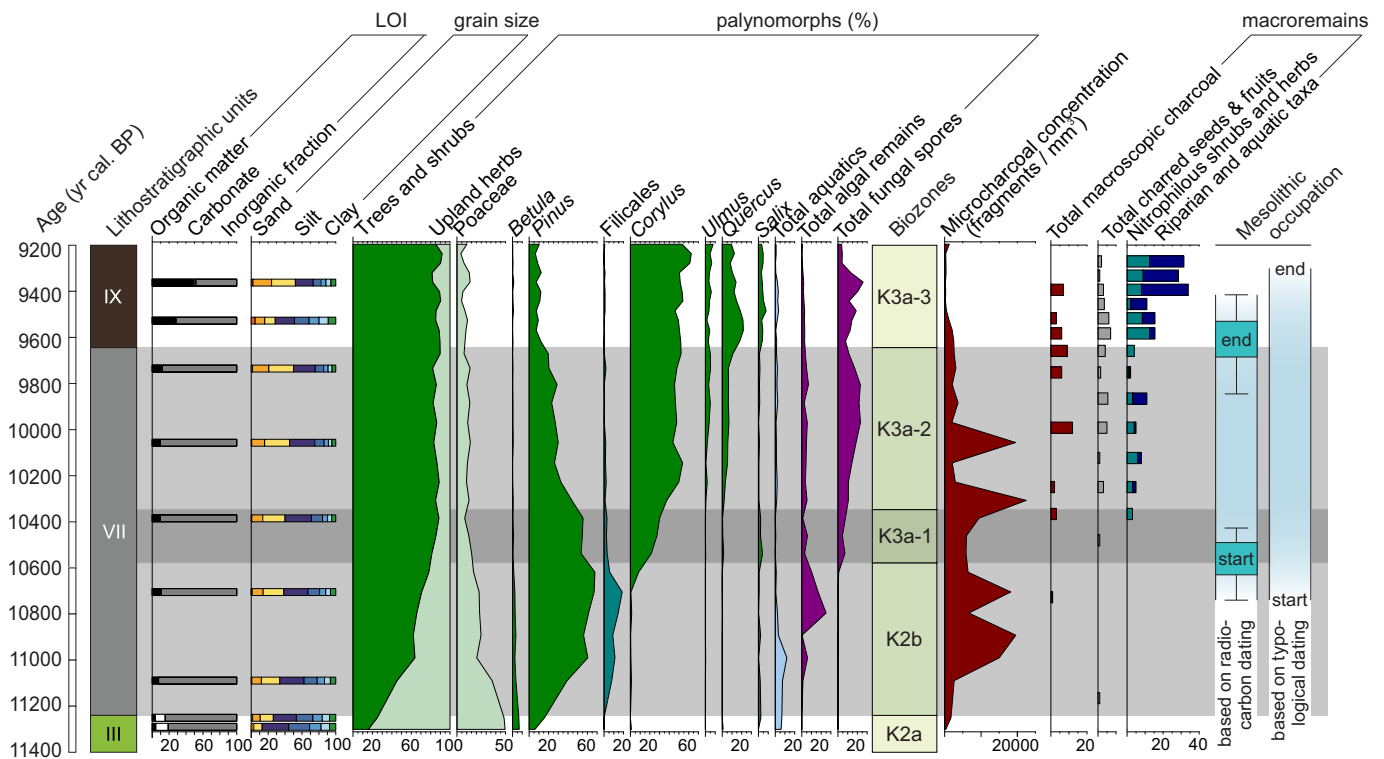 LOI
grain size
palynomorphs (%)
macroremains
Age (yr cal. BP)
Lithostratigraphic units
Organic matter
Carbonate
Inorganic fraction
Sand
Silt
Clay
Trees and shrubs
Upland herbs
Poaceae
Betula
Pinus
Filicales
Corylus
Ulmus
Quercus
Salix
Total aquatics
Total algal remains
Total fungal spores
Biozones
Microcharcoal concentration
(fragments / mm³)
Total macroscopic charcoal
Total charred seeds & fruits
Nitrophilous shrubs and herbs
Riparian and aquatic taxa
Mesolithic
occupation
9200
9400
9600
9800
10000
10200
10400
10600
10800
11000
11200
11400
IX
VII
III
K3a-3
K3a-2
K3a-1
K2b
K2a
end
start
end
start
based on radio-
carbon dating
based on typo-
logical dating
20 60 100
20 60 100
20 60 100
50
20 60
20
20 60
20
20
20
20
20000
20
20 40